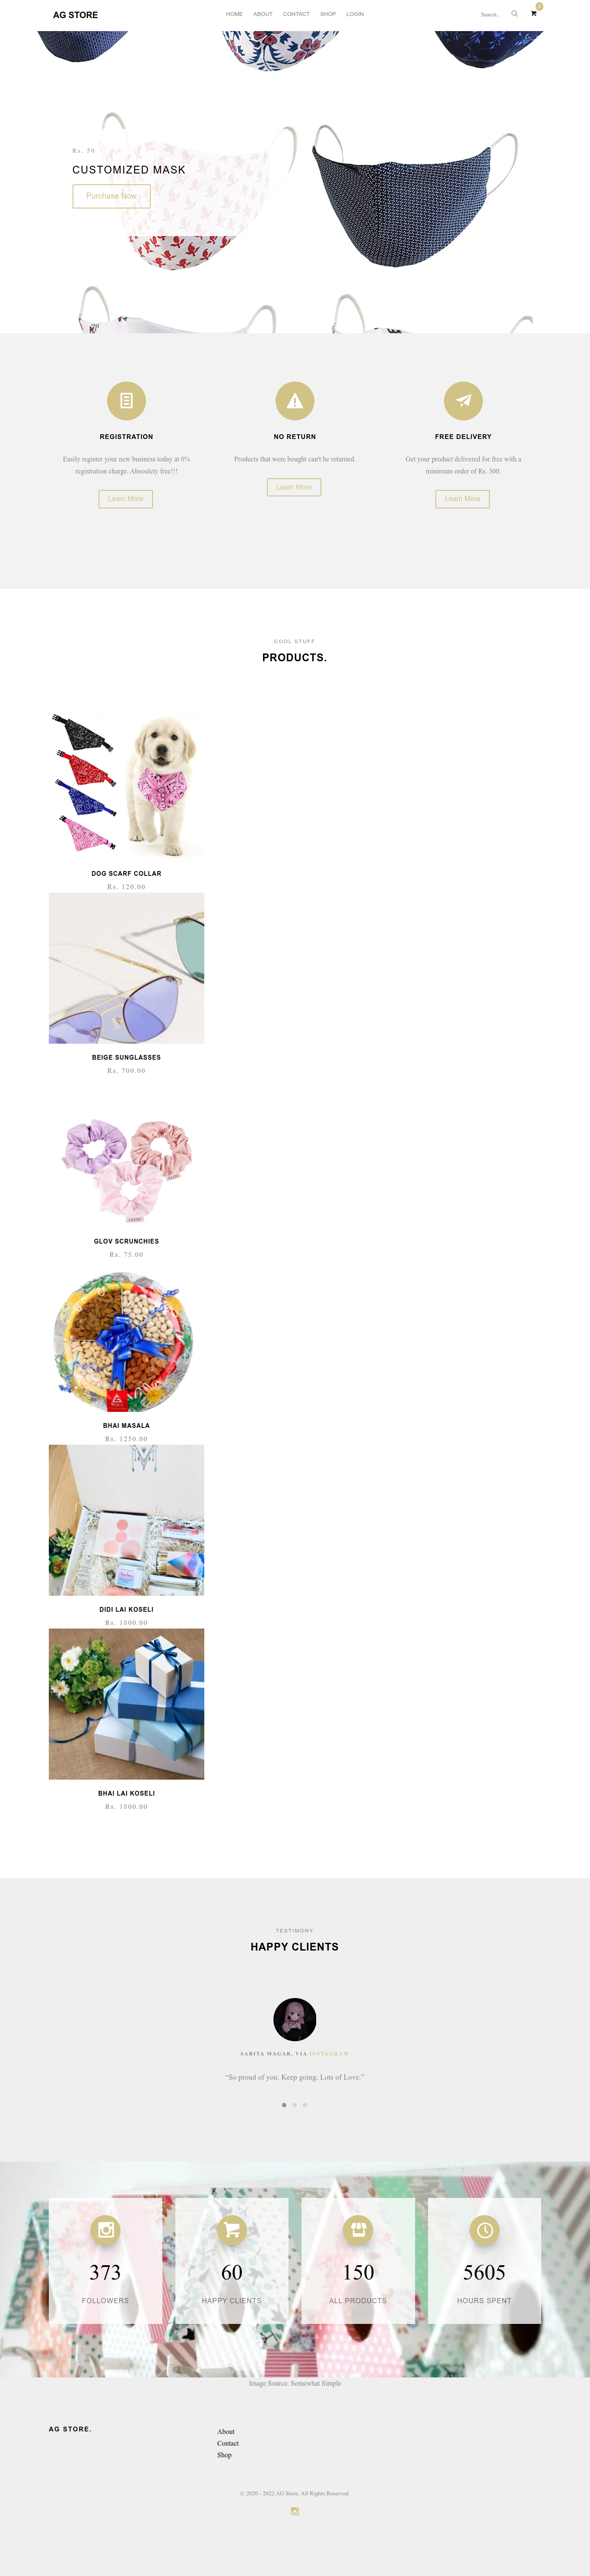 AG STORE
HOME ABOUT CONTACT SHOP LOGIN
Search..
Rs. 50
CUSTOMIZED MASK
Purchase Now
REGISTRATION
Easily register your new business today at 0%
registration charge. Absoulety free!!!
Learn More
NO RETURN
Products that were bought can't be returned.
Learn More
FREE DELIVERY
Get your product delivered for free with a
minimum order of Rs. 300.
Learn More
COOL STUFF
PRODUCTS.
DOG SCARF COLLAR
Rs. 120.00
BEIGE SUNGLASSES
Rs. 700.00
GLOV
GLOV
GLOV SCRUNCHIES
Rs. 75.00
BHAI MASALA
Rs. 1250.00
DIDI LAI KOSELI
Rs. 1800.00
BHAI LAI KOSELI
Rs. 1800.00
TESTIMONY
HAPPY CLIENTS
SARITA MAGAR, VIA INSTAGRAM
“So proud of you. Keep going. Lots of Love.”
373
FOLLOWERS
60
HAPPY CLIENTS
150
ALL PRODUCTS
5605
HOURS SPENT
Image Source: Somewhat Simple
AG STORE.
About
Contact
Shop
© 2020 - 2022 AG Store. All Rights Reserved.